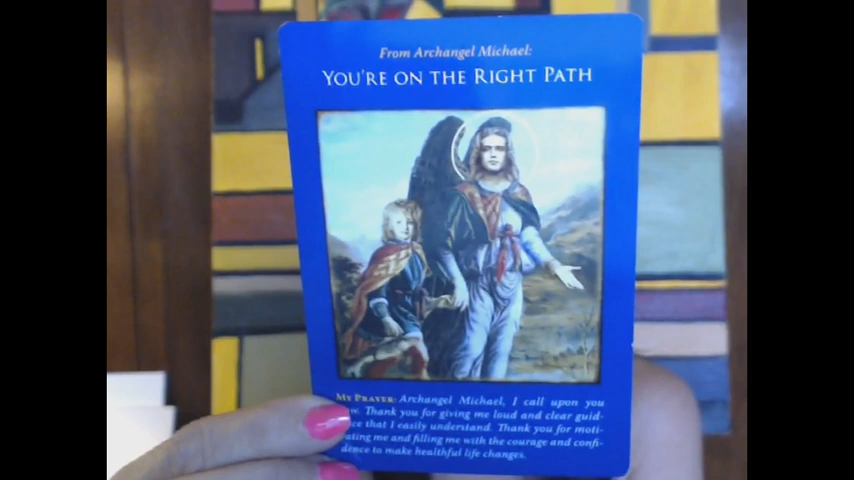 From Archangel Michael:
YOU'RE ON THE RIGHT PATH
MY PRAYER: Archangel Michael, I call upon you
w. Thank you for giving me loud and clear guid-
ce that I easily understand. Thank you for moti-
ating me and filling me with the courage and confi-
dence to make healthful life changes.